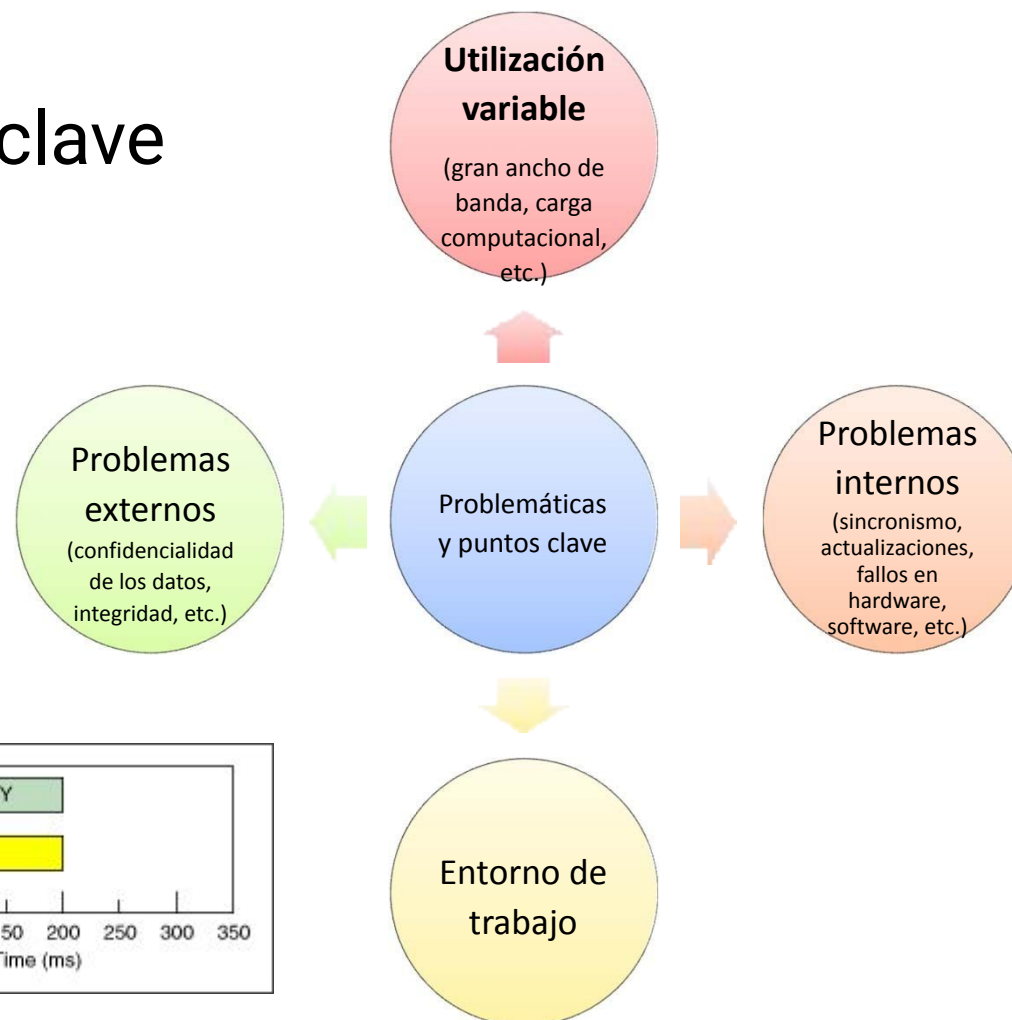 clave
Utilización
variable
(gran ancho de
banda, carga
computacional,
etc.)
Problemas
externos
(confidencialidad
de los datos,
integridad, etc.)
Problemáticas
y puntos clave
Problemas
internos
(sincronismo,
actualizaciones,
fallos en
hardware,
software, etc.)
Entorno de
trabajo
Y
50 200 250 300 350
Time (ms)